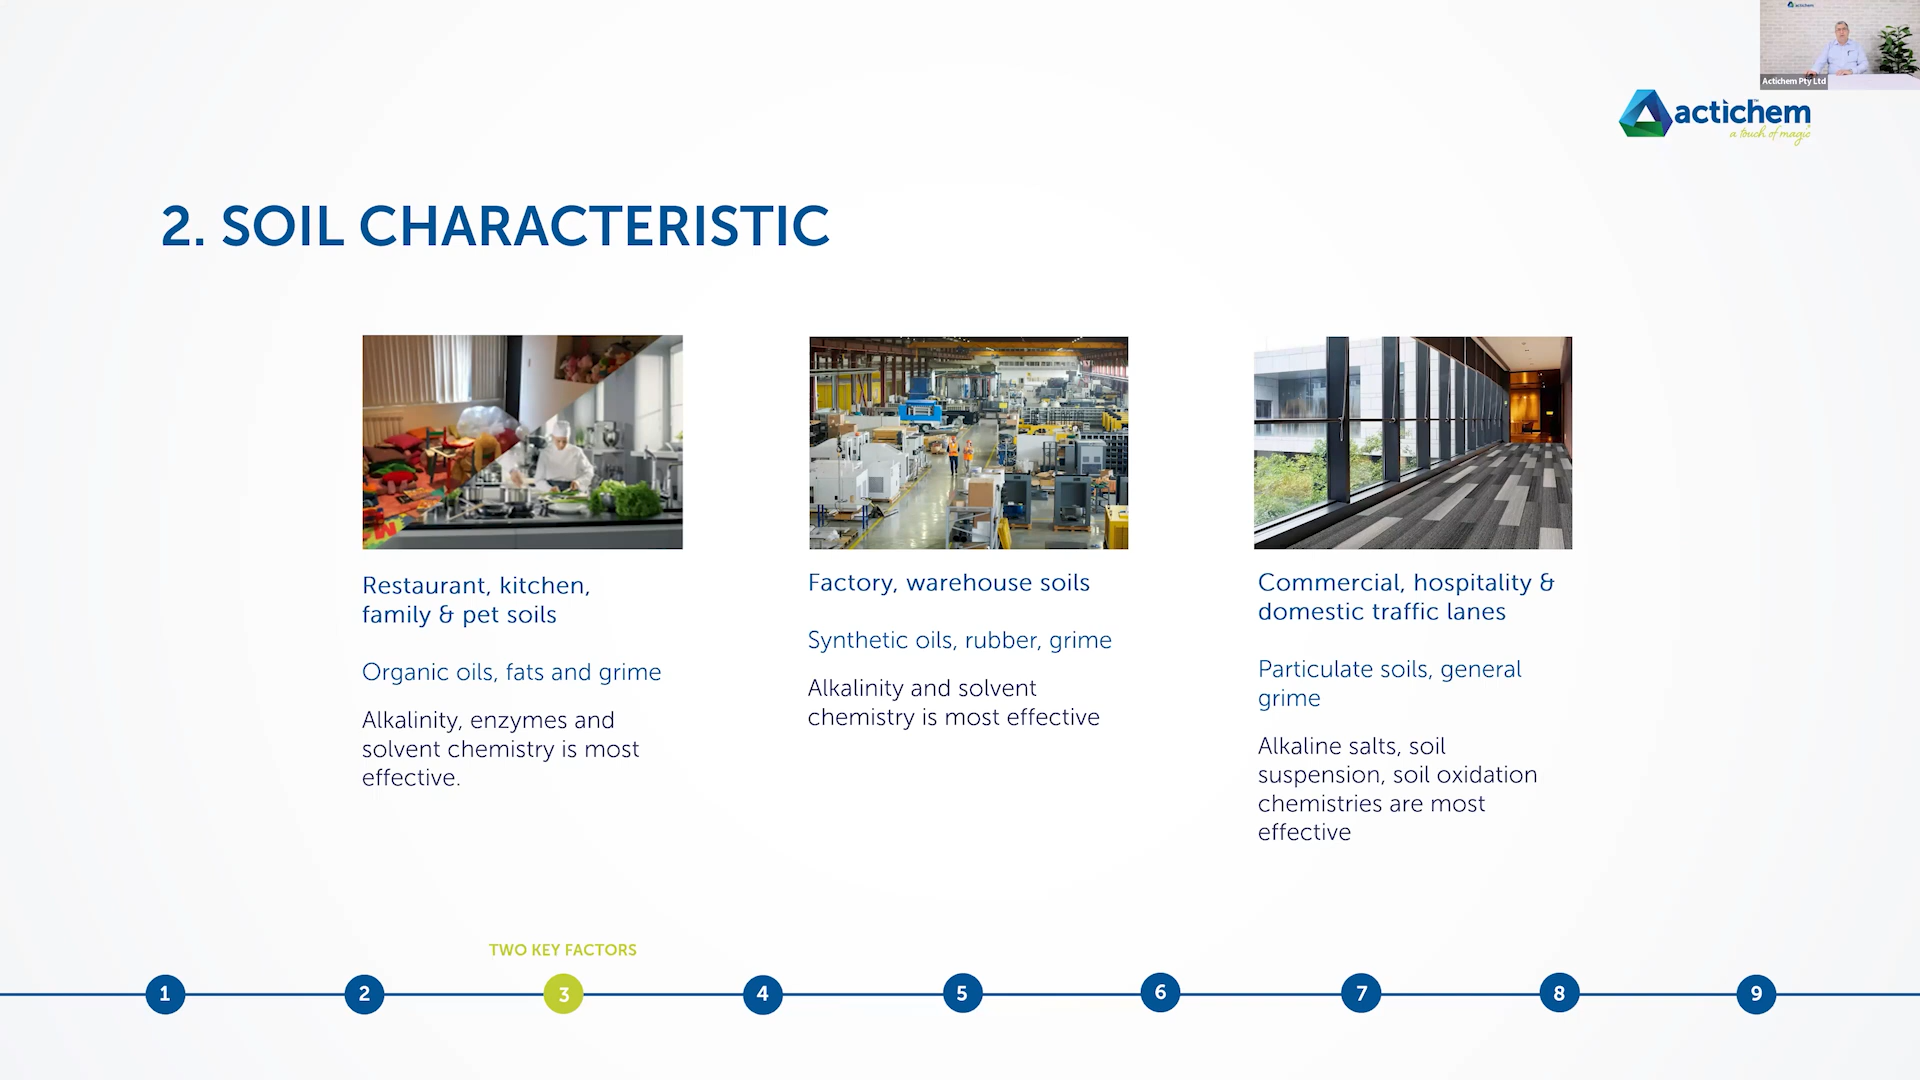 actichem
Actichem Pty Ltd
actichem
a touch of magic
2. SOIL CHARACTERISTIC
Restaurant, kitchen,
family & pet soils
Organic oils, fats and grime
Alkalinity, enzymes and
solvent chemistry is most
effective.
Factory, warehouse soils
Synthetic oils, rubber, grime
Alkalinity and solvent
chemistry is most effective
Commercial, hospitality &
domestic traffic lanes
Particulate soils, general
grime
Alkaline salts, soil
suspension, soil oxidation
chemistries are most
effective
TWO KEY FACTORS
1 2 3 4 5 6 7 8 9